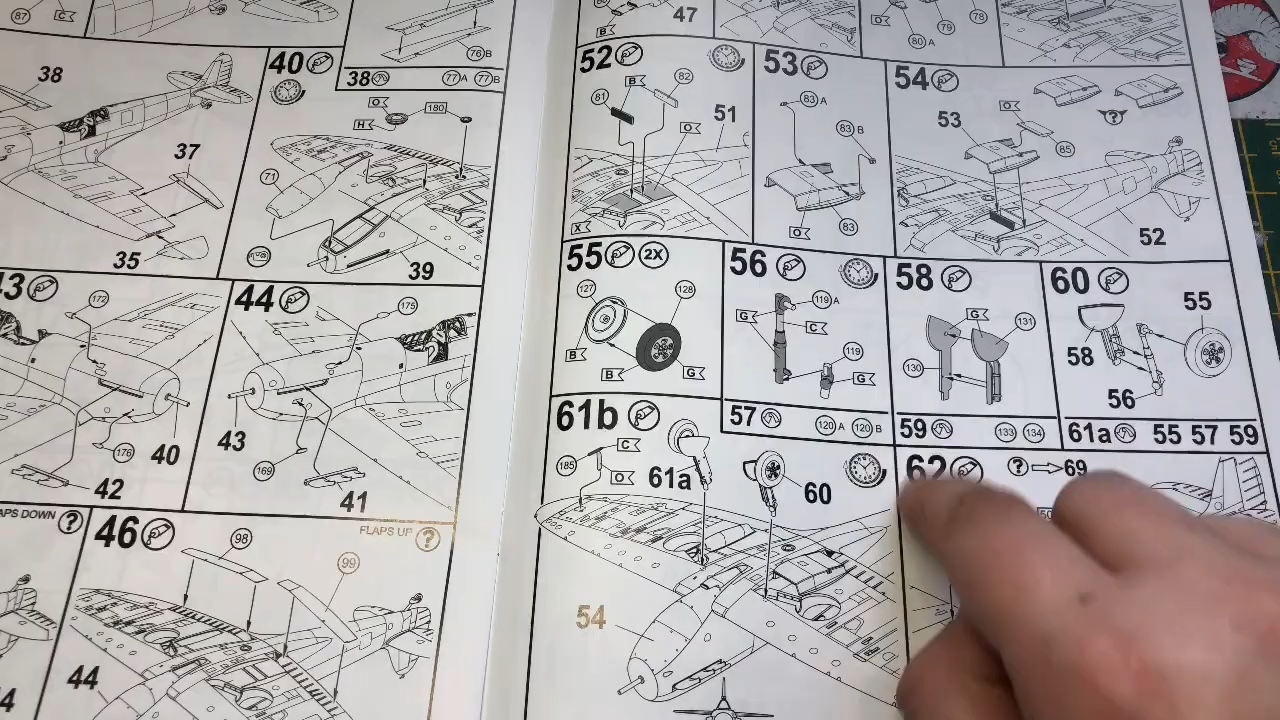 87
C
76 B
38
77 A
77 B
38
37
35
40
O
H
180
71
39
43
172
176
40
42
44
175
43
169
41
APS DOWN ?
46
FLAPS UP ?
98
99
44
47
B
O
80 A
79
78
52
B
82
81
51
O
X
53
83 A
83 B
83
O
54
53
O
85
?
52
55
2X
127
128
B
B
G
56
119 A
G
C
119
G
57
120 A
120 B
58
G
131
130
59
133
134
60
55
58
56
61a
55 57 59
61b
C
185
O
61a
60
54
62
? 69